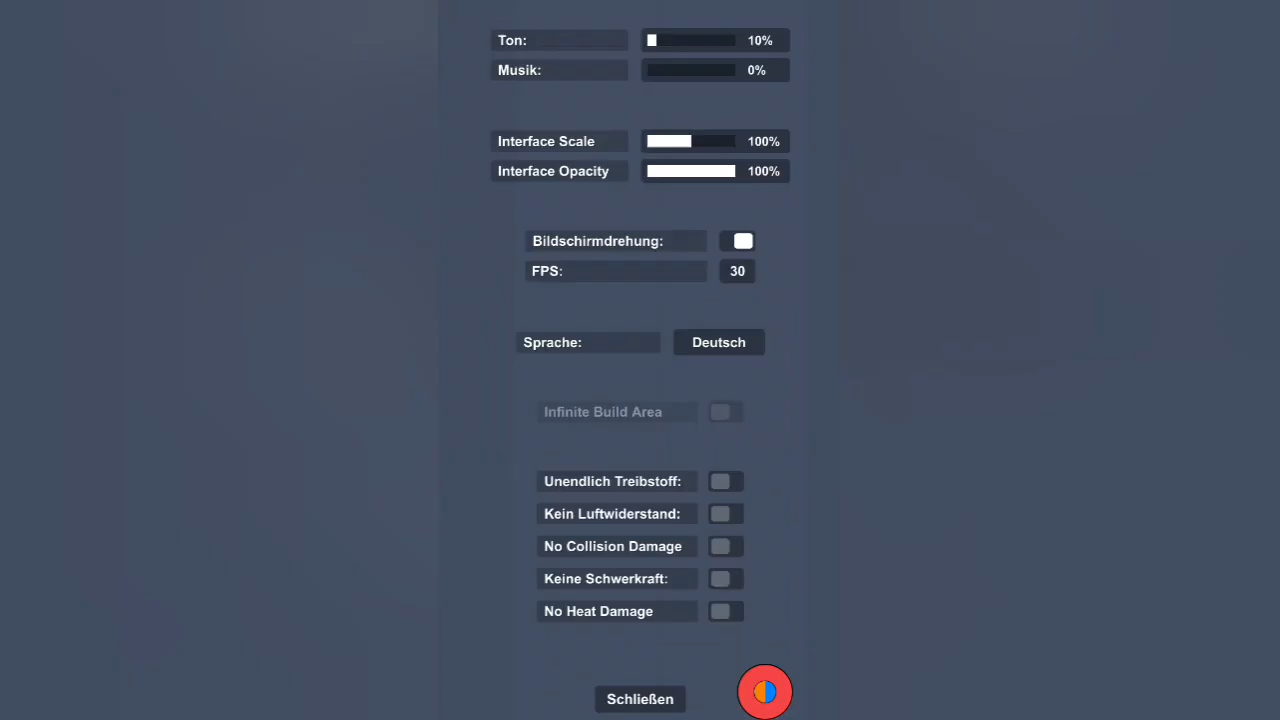 Ton: 10%
Musik: 0%
Interface Scale 100%
Interface Opacity 100%
Bildschirmdrehung:
FPS: 30
Sprache: Deutsch
Infinite Build Area
Unendlich Treibstoff:
Kein Luftwiderstand:
No Collision Damage
Keine Schwerkraft:
No Heat Damage
Schließen